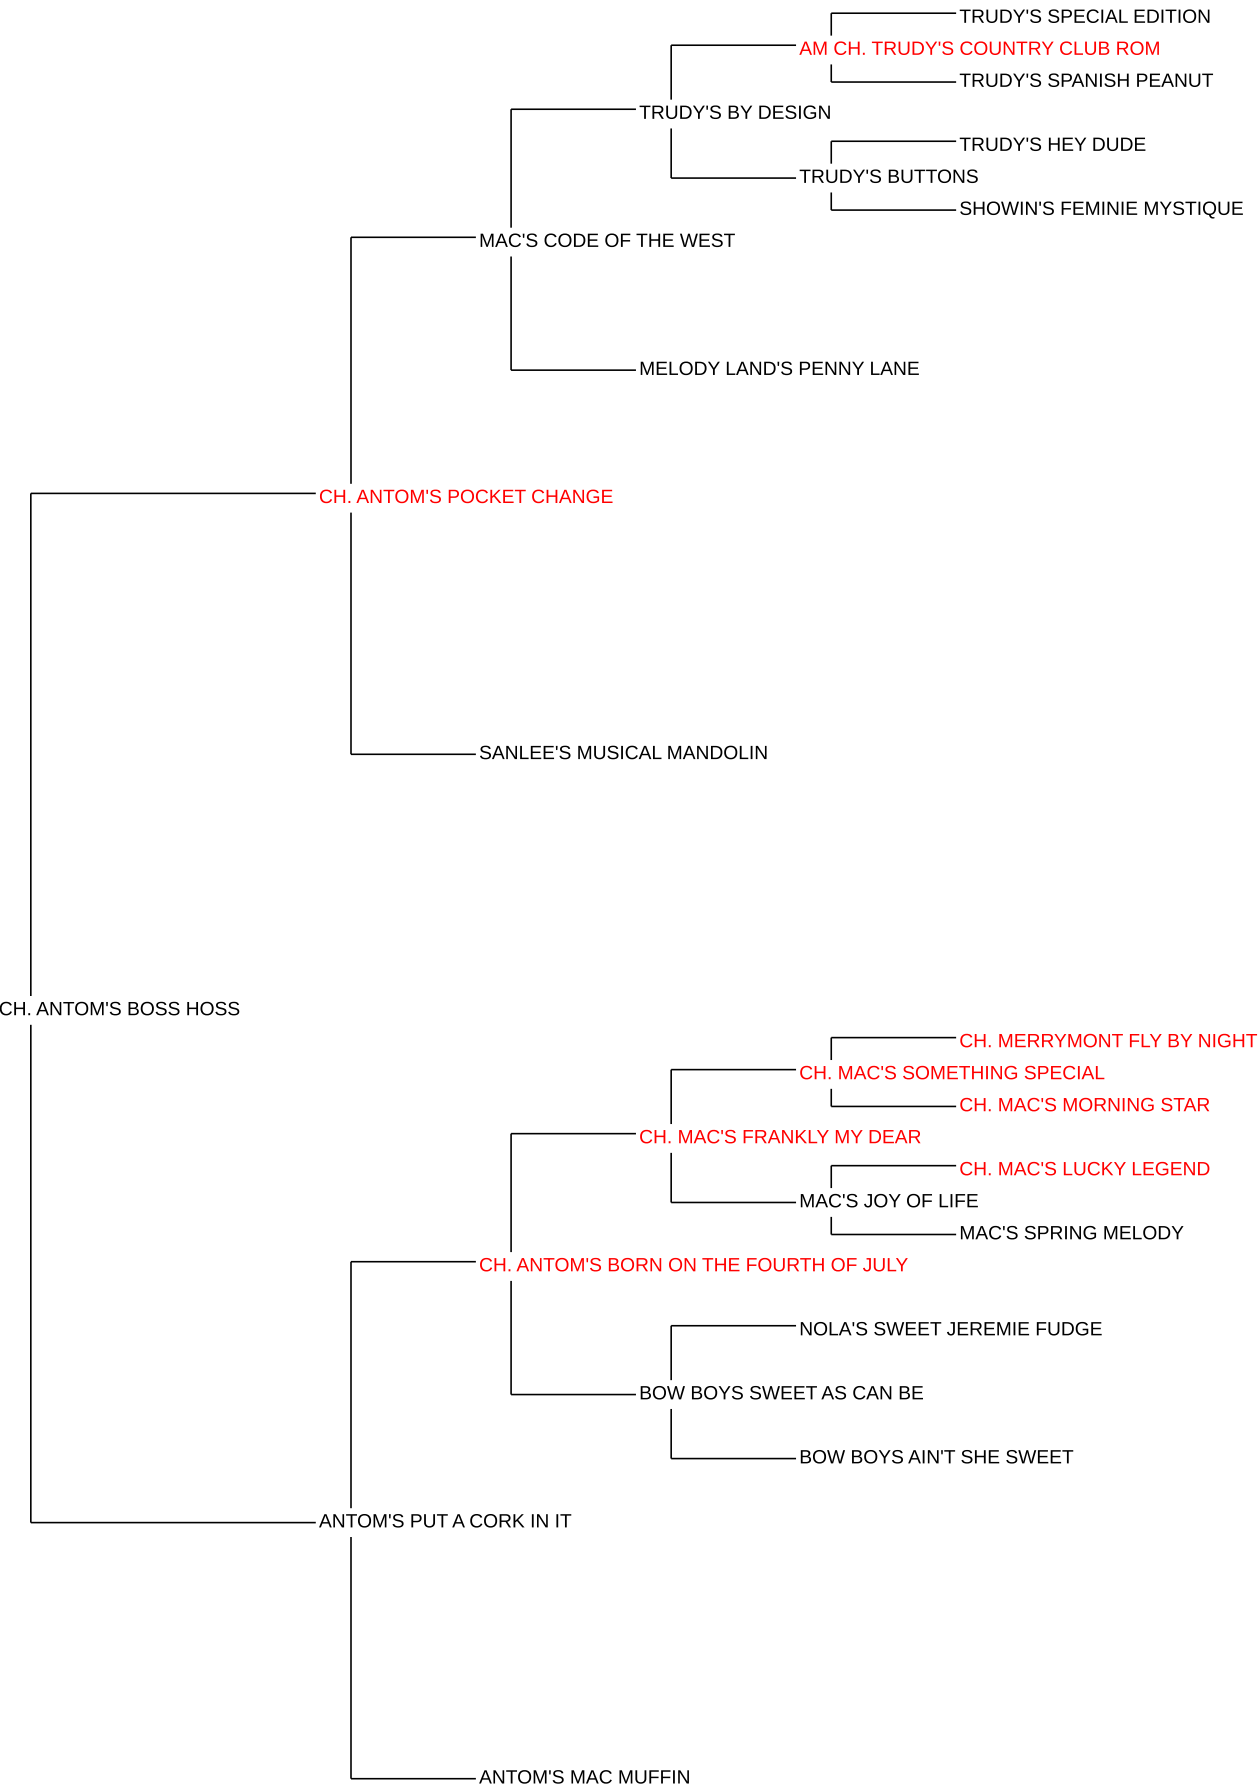 TRUDY'S SPECIAL EDITION
AM CH. TRUDY'S COUNTRY CLUB ROM
TRUDY'S SPANISH PEANUT
TRUDY'S BY DESIGN
TRUDY'S HEY DUDE
TRUDY'S BUTTONS
SHOWIN'S FEMINIE MYSTIQUE
MAC'S CODE OF THE WEST
MELODY LAND'S PENNY LANE
CH. ANTOM'S POCKET CHANGE
SANLEE'S MUSICAL MANDOLIN
CH. ANTOM'S BOSS HOSS
CH. MERRYMONT FLY BY NIGHT
CH. MAC'S SOMETHING SPECIAL
CH. MAC'S MORNING STAR
CH. MAC'S FRANKLY MY DEAR
CH. MAC'S LUCKY LEGEND
MAC'S JOY OF LIFE
MAC'S SPRING MELODY
CH. ANTOM'S BORN ON THE FOURTH OF JULY
NOLA'S SWEET JEREMIE FUDGE
BOW BOYS SWEET AS CAN BE
BOW BOYS AIN'T SHE SWEET
ANTOM'S PUT A CORK IN IT
ANTOM'S MAC MUFFIN